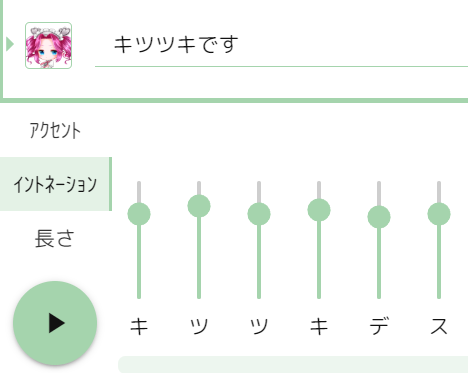 キツツキです
アクセント
イントネーション
長さ
キ ツ ツ キ デ ス